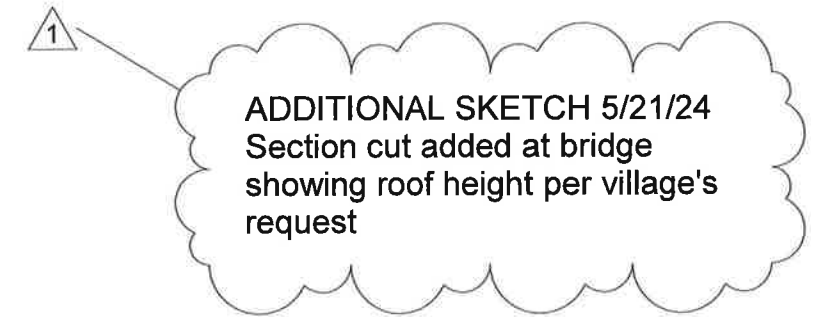 1
ADDITIONAL SKETCH 5/21/24
Section cut added at bridge
showing roof height per village's
request